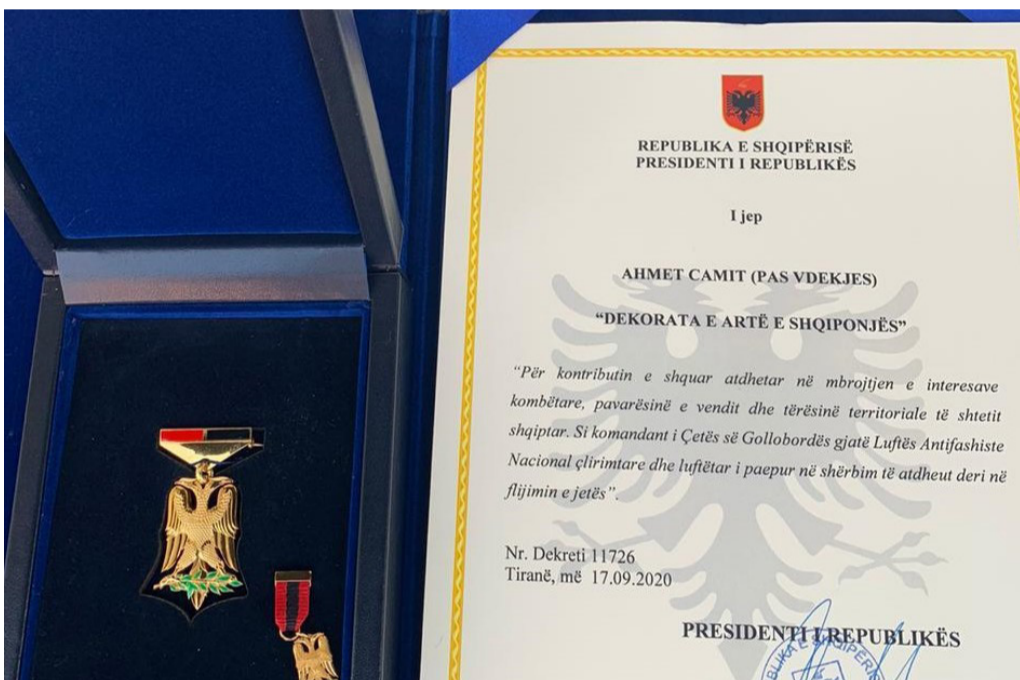 REPUBLIKA E SHQIPËRISË
PRESIDENTI I REPUBLIKËS
I jep
AHMET CAMIT (PAS VDEKJES)
“DEKORATA E ARTË E SHQIPONJËS”
“Për kontributin e shquar atdhetar në mbrojtjen e interesave
kombëtare, pavarësinë e vendit dhe tërësinë territoriale të shtetit
shqiptar. Si komandant i Çetës së Gollobordës gjatë Luftës Antifashiste
Nacional çlirimtare dhe luftëtar i paepur në shërbim të atdheut deri në
flijimin e jetës”.
Nr. Dekreti 11726
Tiranë, më 17.09.2020
PRESIDENTI I REPUBLIKËS